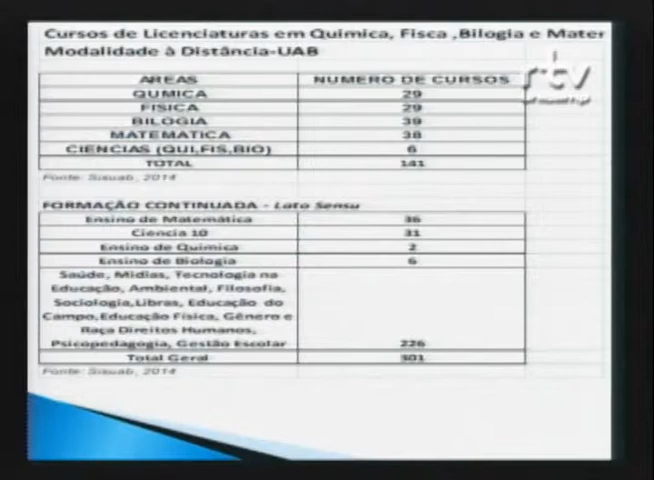 Cursos de Licenciaturas em Quimica, Fisca ,Bilogia e Mater
Modalidade à Distância-UAB
AREAS NUMERO DE CURSOS
QUMICA 29
FISICA 29
BILOGIA 39
MATEMATICA 38
CIENCIAS (QUI,FIS,BIO) 6
TOTAL 141
Fonte: Sisuab, 2014
FORMAÇÃO CONTINUADA - Lato Sensu
Ensino de Matemática 36
Ciencia 10 31
Ensino de Quimica 2
Ensino de Biologia 6
Saúde, Midias, Tecnologia na
Educação, Ambiental, Filosofia,
Sociologia,Libras, Educação do
Campo,Educação Fisica, Gênero e
Raça Direitos Humanos,
Psicopedagogia, Gestão Escolar 226
Total Geral 301
Fonte: Sisuab, 2014
rtv